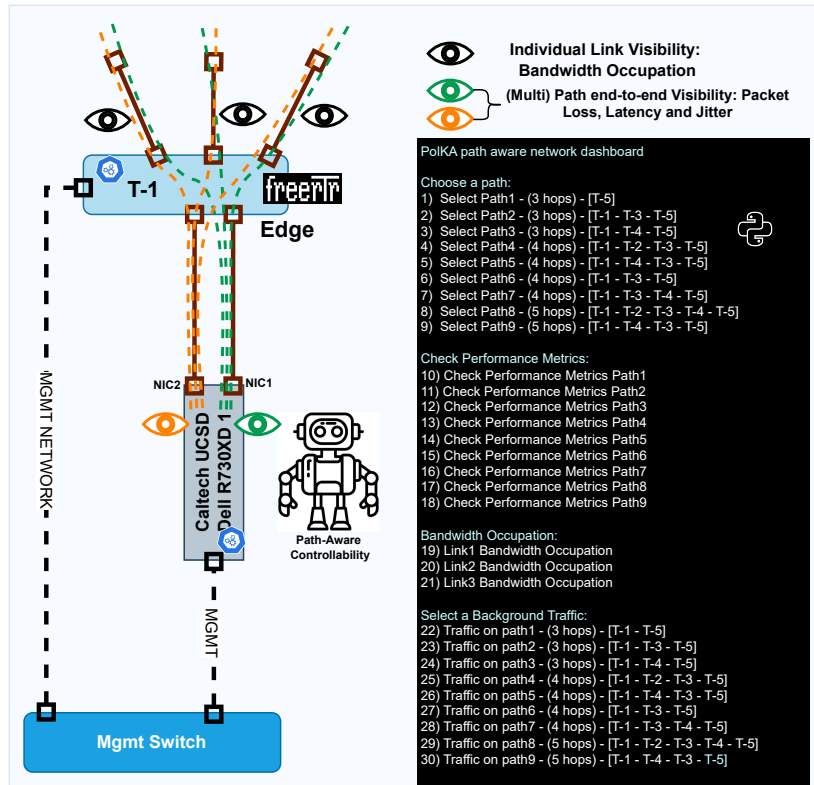 Individual Link Visibility:
Bandwidth Occupation
(Multi) Path end-to-end Visibility: Packet
Loss, Latency and Jitter
T-1
freerTr
Edge
NIC2
NIC1
MGMT NETWORK
Caltech UCSD
Dell R730XD 1
Path-Aware
Controllability
MGMT
Mgmt Switch
PolKA path aware network dashboard
Choose a path:
1) Select Path1 - (3 hops) - [T-5]
2) Select Path2 - (3 hops) - [T-1 - T-3 - T-5]
3) Select Path3 - (3 hops) - [T-1 - T-4 - T-5]
4) Select Path4 - (4 hops) - [T-1 - T-2 - T-3 - T-5]
5) Select Path5 - (4 hops) - [T-1 - T-4 - T-3 - T-5]
6) Select Path6 - (4 hops) - [T-1 - T-3 - T-5]
7) Select Path7 - (4 hops) - [T-1 - T-3 - T-4 - T-5]
8) Select Path8 - (5 hops) - [T-1 - T-2 - T-3 - T-4 - T-5]
9) Select Path9 - (5 hops) - [T-1 - T-4 - T-3 - T-5]
Check Performance Metrics:
10) Check Performance Metrics Path1
11) Check Performance Metrics Path2
12) Check Performance Metrics Path3
13) Check Performance Metrics Path4
14) Check Performance Metrics Path5
15) Check Performance Metrics Path6
16) Check Performance Metrics Path7
17) Check Performance Metrics Path8
18) Check Performance Metrics Path9
Bandwidth Occupation:
19) Link1 Bandwidth Occupation
20) Link2 Bandwidth Occupation
21) Link3 Bandwidth Occupation
Select a Background Traffic:
22) Traffic on path1 - (3 hops) - [T-1 - T-5]
23) Traffic on path2 - (3 hops) - [T-1 - T-3 - T-5]
24) Traffic on path3 - (3 hops) - [T-1 - T-4 - T-5]
25) Traffic on path4 - (4 hops) - [T-1 - T-2 - T-3 - T-5]
26) Traffic on path5 - (4 hops) - [T-1 - T-4 - T-3 - T-5]
27) Traffic on path6 - (4 hops) - [T-1 - T-3 - T-5]
28) Traffic on path7 - (4 hops) - [T-1 - T-3 - T-4 - T-5]
29) Traffic on path8 - (5 hops) - [T-1 - T-2 - T-3 - T-4 - T-5]
30) Traffic on path9 - (5 hops) - [T-1 - T-4 - T-3 - T-5]